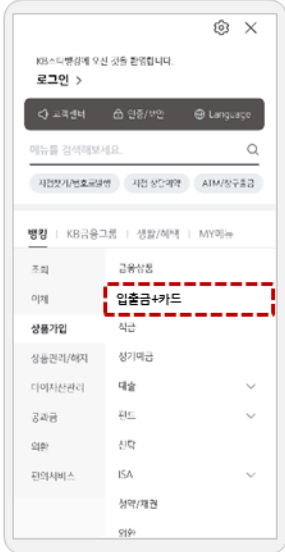 KB스타뱅킹에 오신 것을 환영합니다.
로그인 >
고객센터 인증/보안 Language
메뉴를 검색해보세요.
지점찾기/번호표발행 지점 상담예약 ATM/창구출금
뱅킹 | KB금융그룹 | 생활/혜택 | MY메뉴
조회 금융상품
이체 입출금+카드
상품가입 적금
상품관리/해지 정기예금
마이자산관리 대출
공과금 펀드
외환 신탁
편의서비스 ISA
청약/채권
외환